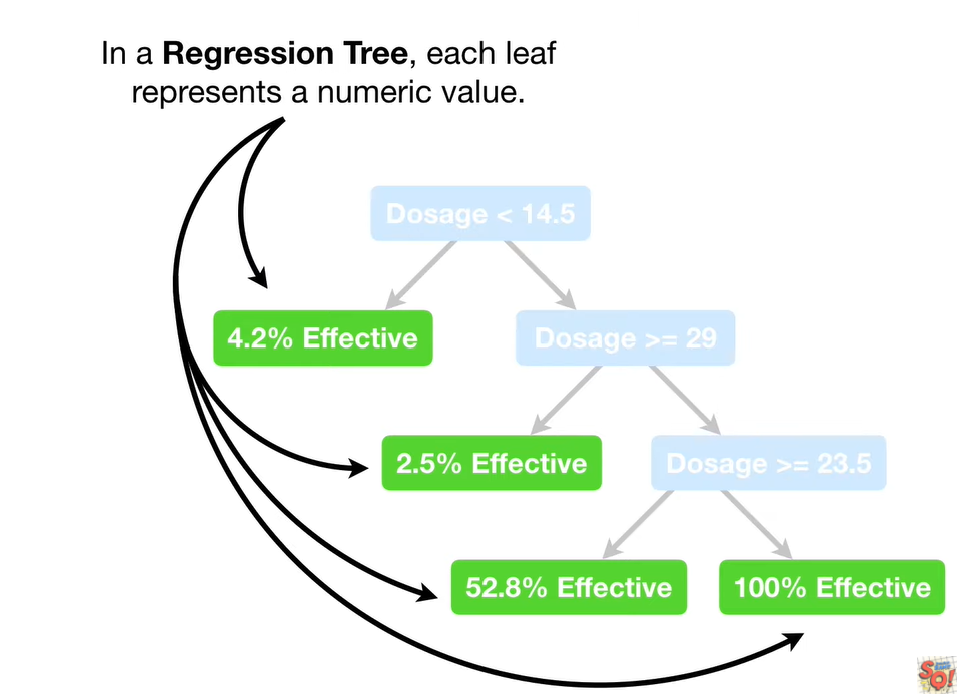 In a Regression Tree, each leaf
represents a numeric value.
Dosage < 14.5
4.2% Effective
Dosage >= 29
2.5% Effective
Dosage >= 23.5
52.8% Effective
100% Effective